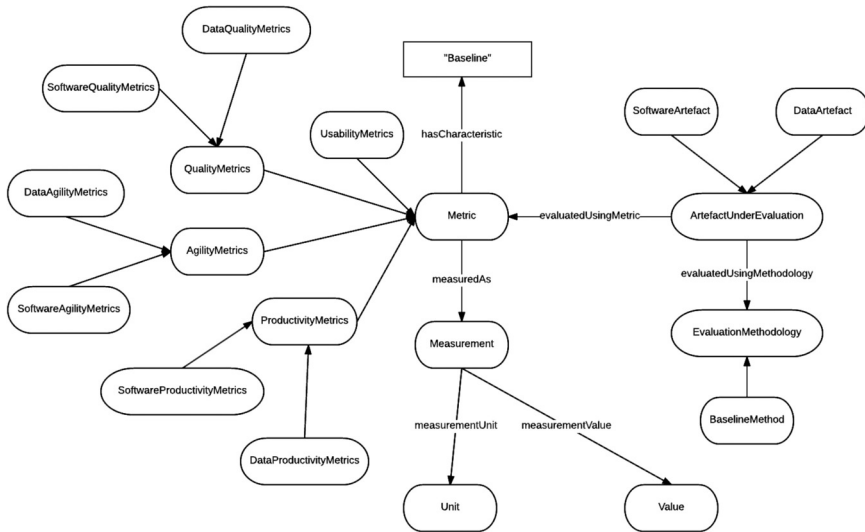 DataQualityMetrics
"Baseline"
SoftwareQualityMetrics
SoftwareArtefact
DataArtefact
UsabilityMetrics
hasCharacteristic
QualityMetrics
DataAgilityMetrics
Metric
evaluatedUsingMetric
ArtefactUnderEvaluation
AgilityMetrics
evaluatedUsingMethodology
measuredAs
SoftwareAgilityMetrics
ProductivityMetrics
EvaluationMethodology
Measurement
SoftwareProductivityMetrics
BaselineMethod
measurementUnit
measurementValue
DataProductivityMetrics
Unit
Value